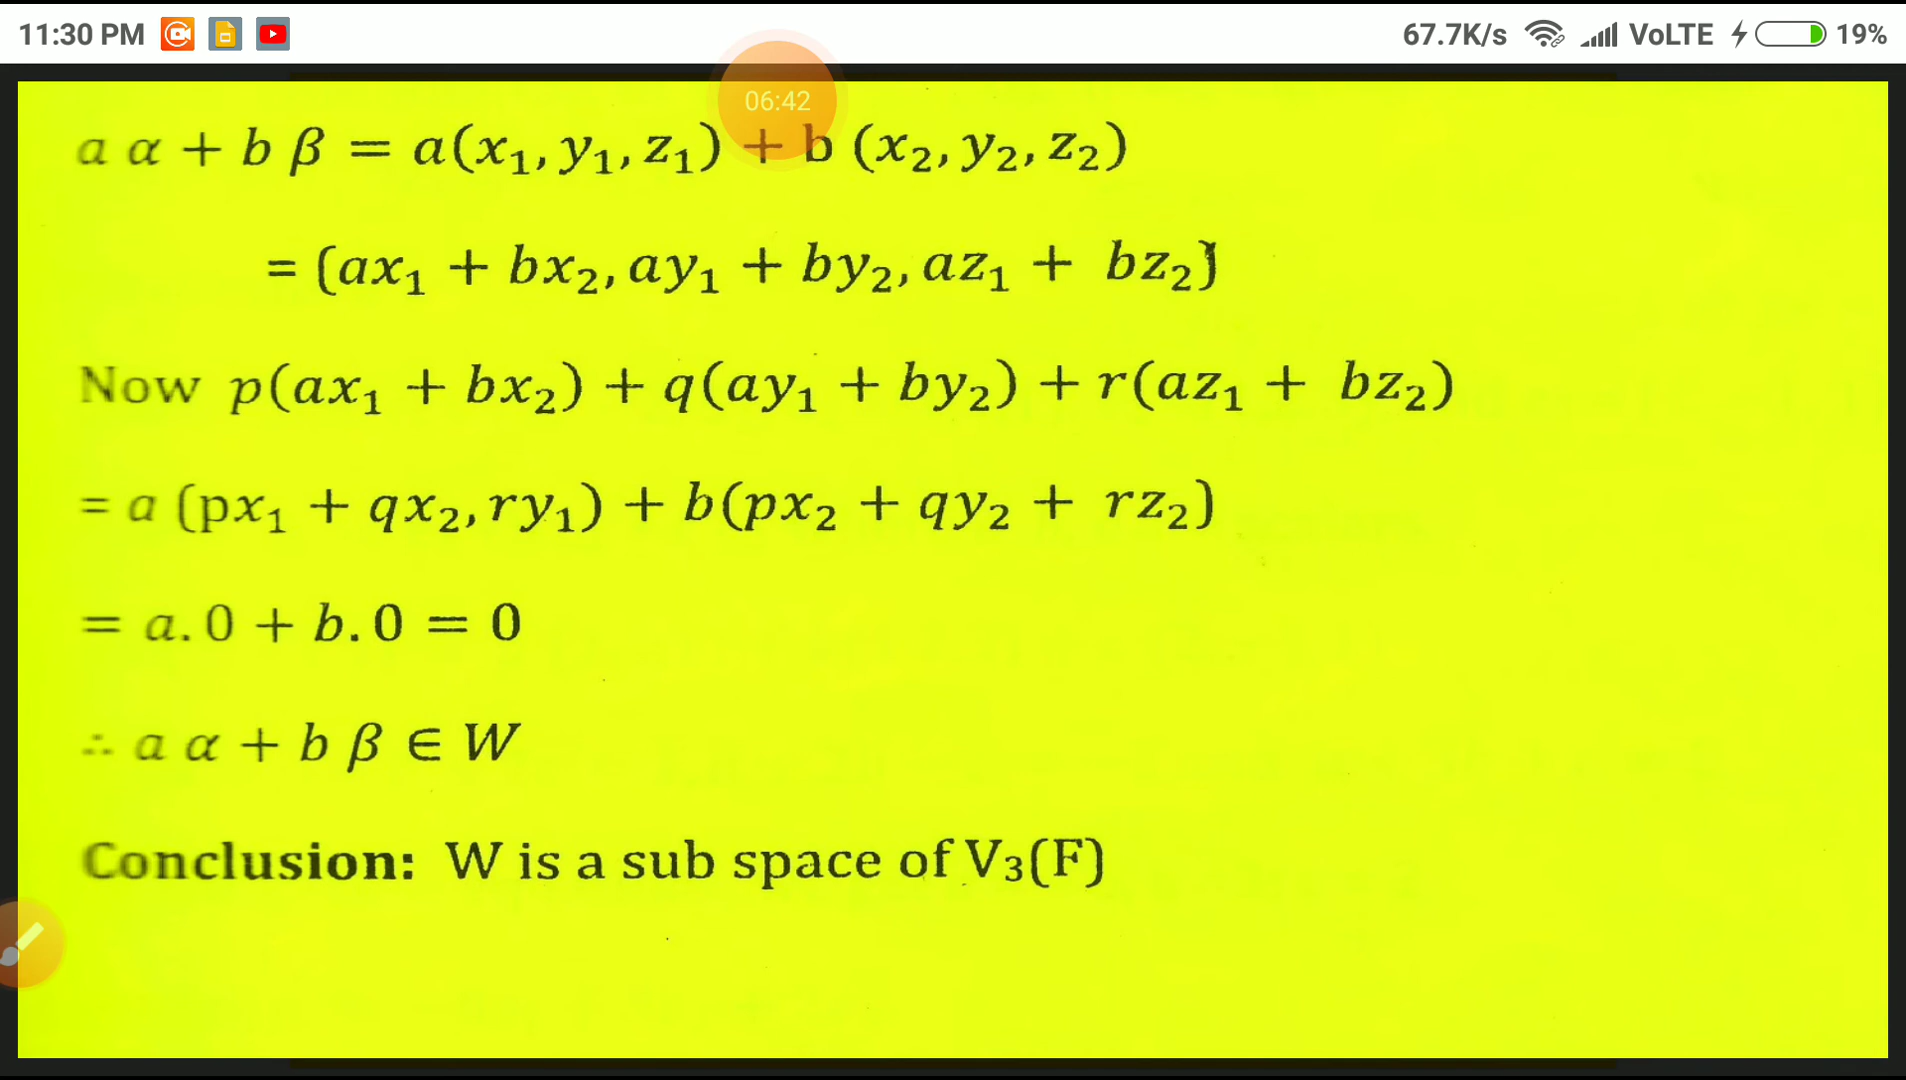 11:30 PM 67.7K/s VoLTE 19%
06:42
a α + b β = a(x₁, y₁, z₁) + b (x₂, y₂, z₂)
= (ax₁ + bx₂, ay₁ + by₂, az₁ + bz₂)
Now p(ax₁ + bx₂) + q(ay₁ + by₂) + r(az₁ + bz₂)
= a (px₁ + qx₂, ry₁) + b(px₂ + qy₂ + rz₂)
= a. 0 + b. 0 = 0
∴ a α + b β ∈ W
Conclusion: W is a sub space of V₃(F)